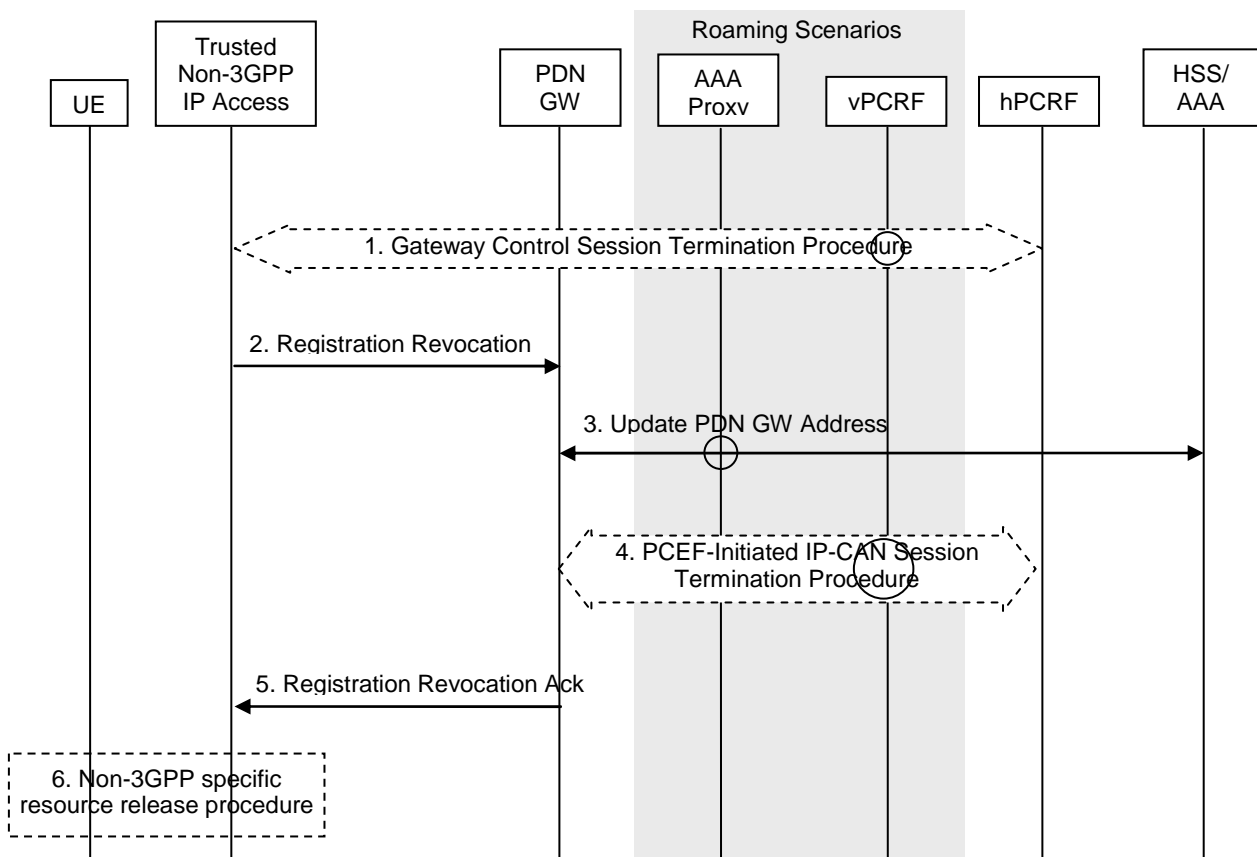 Roaming Scenarios
UE
Trusted
Non-3GPP
IP Access
PDN
GW
AAA
Proxv
vPCRF
hPCRF
HSS/
AAA
1. Gateway Control Session Termination Procedure
2. Registration Revocation
3. Update PDN GW Address
4. PCEF-Initiated IP-CAN Session
Termination Procedure
5. Registration Revocation Ack
6. Non-3GPP specific
resource release procedure